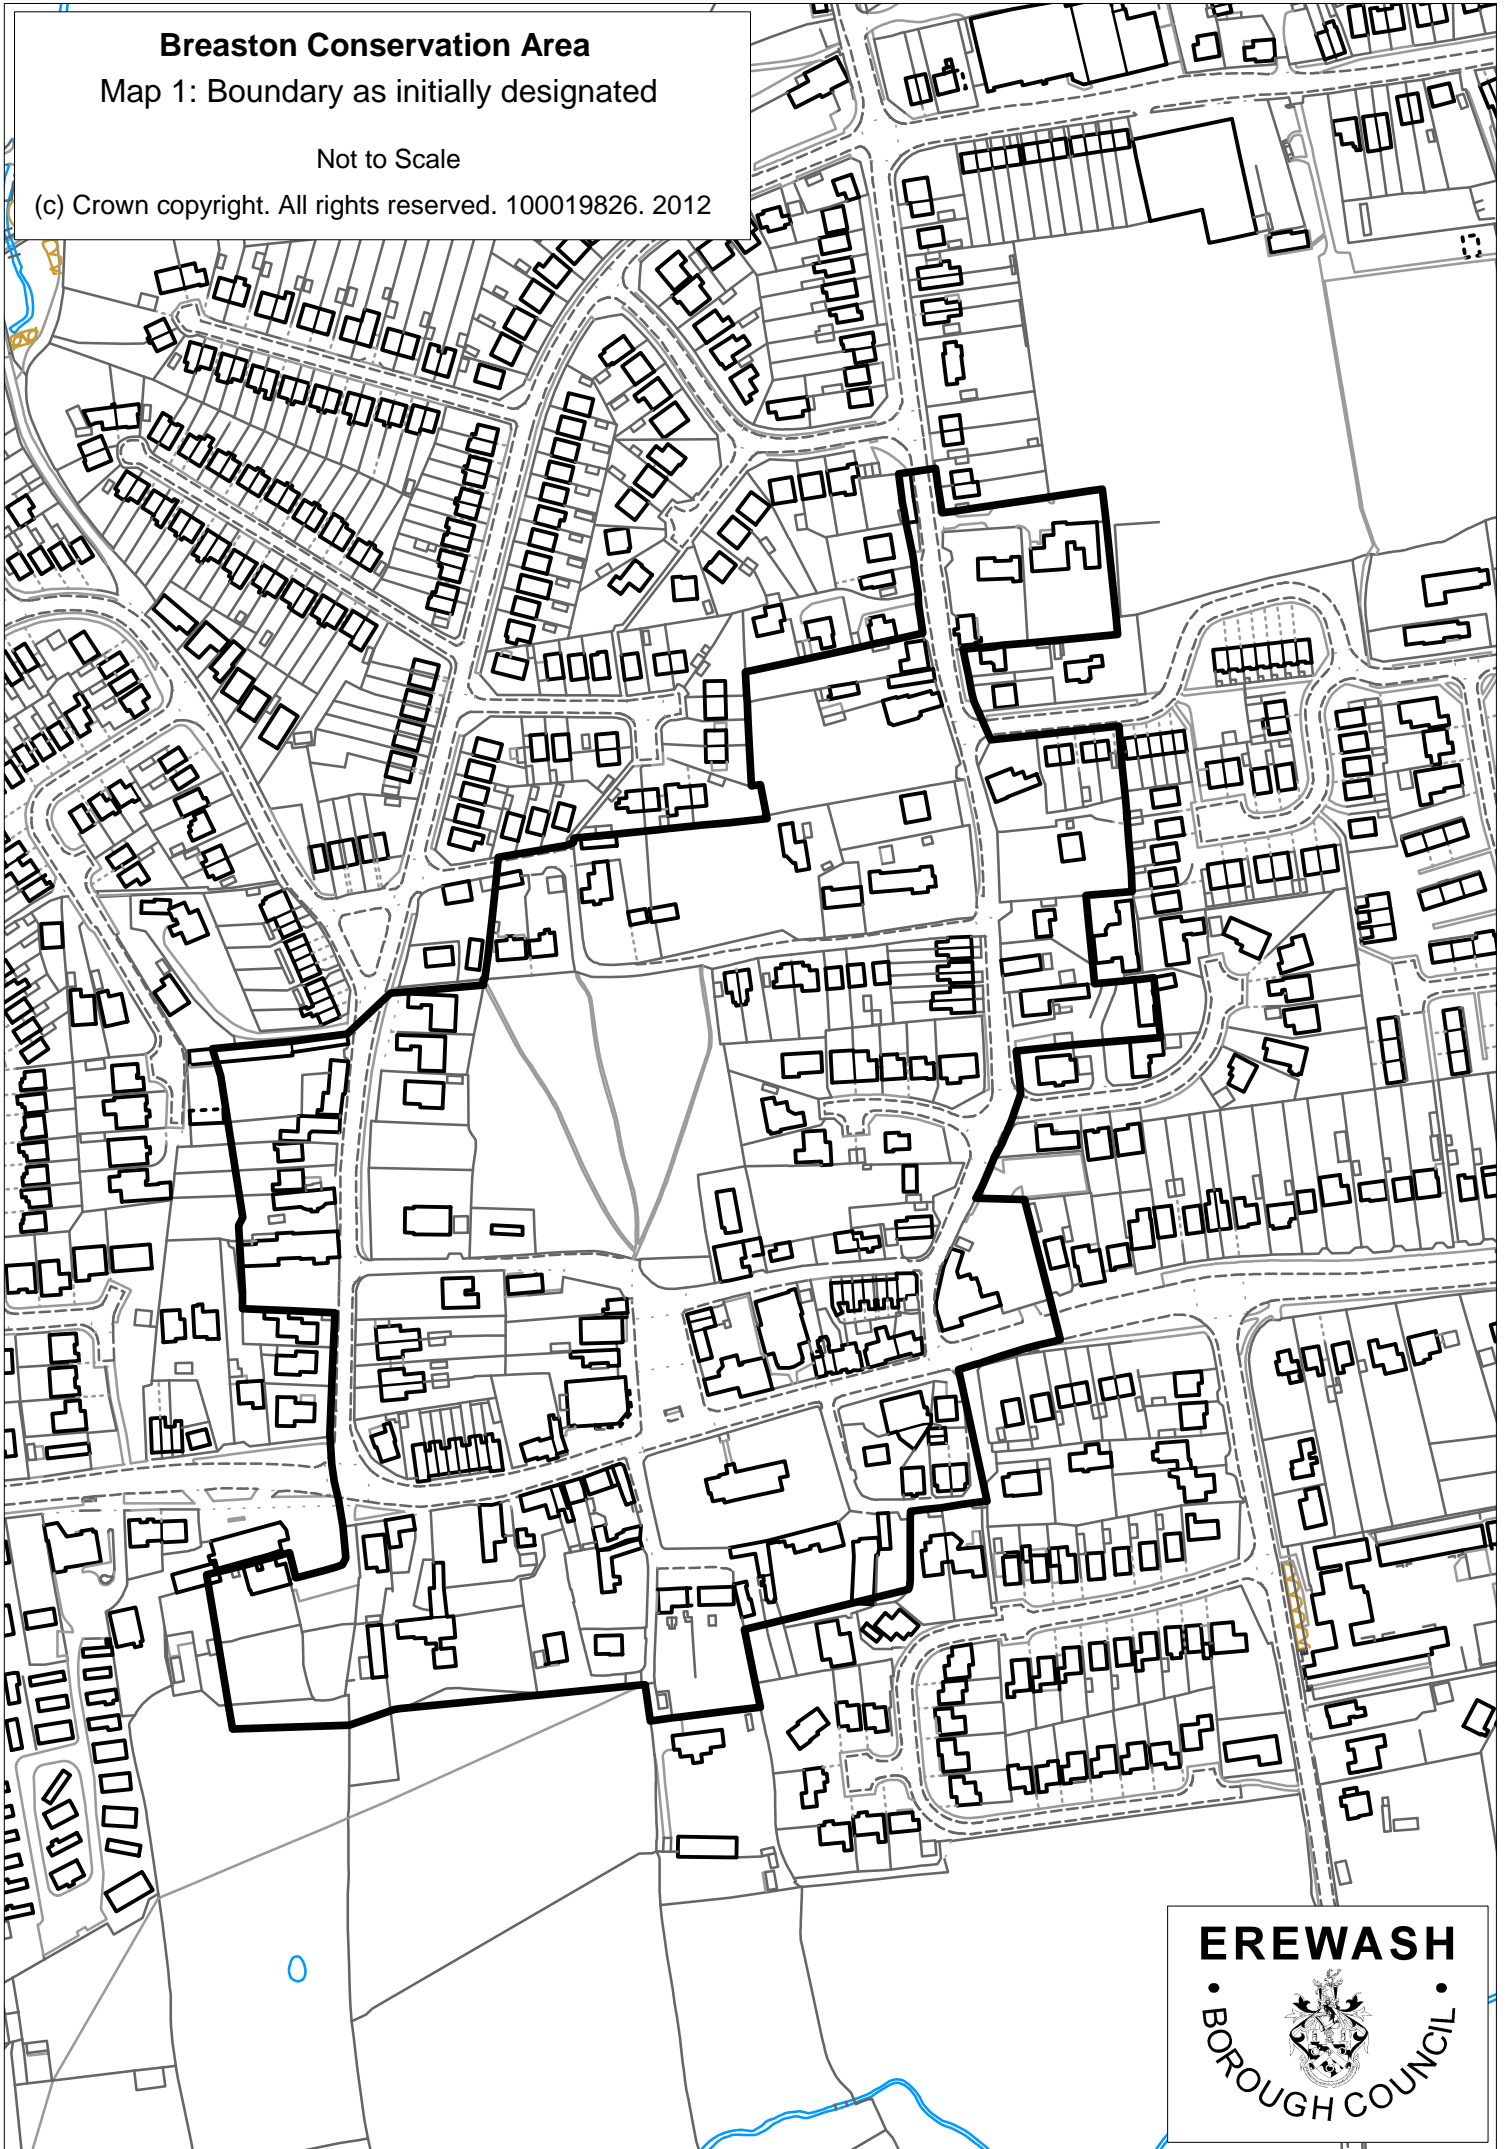 Breaston Conservation Area
Map 1: Boundary as initially designated
Not to Scale
(c) Crown copyright. All rights reserved. 100019826. 2012
EREWASH
• BOROUGH COUNCIL •